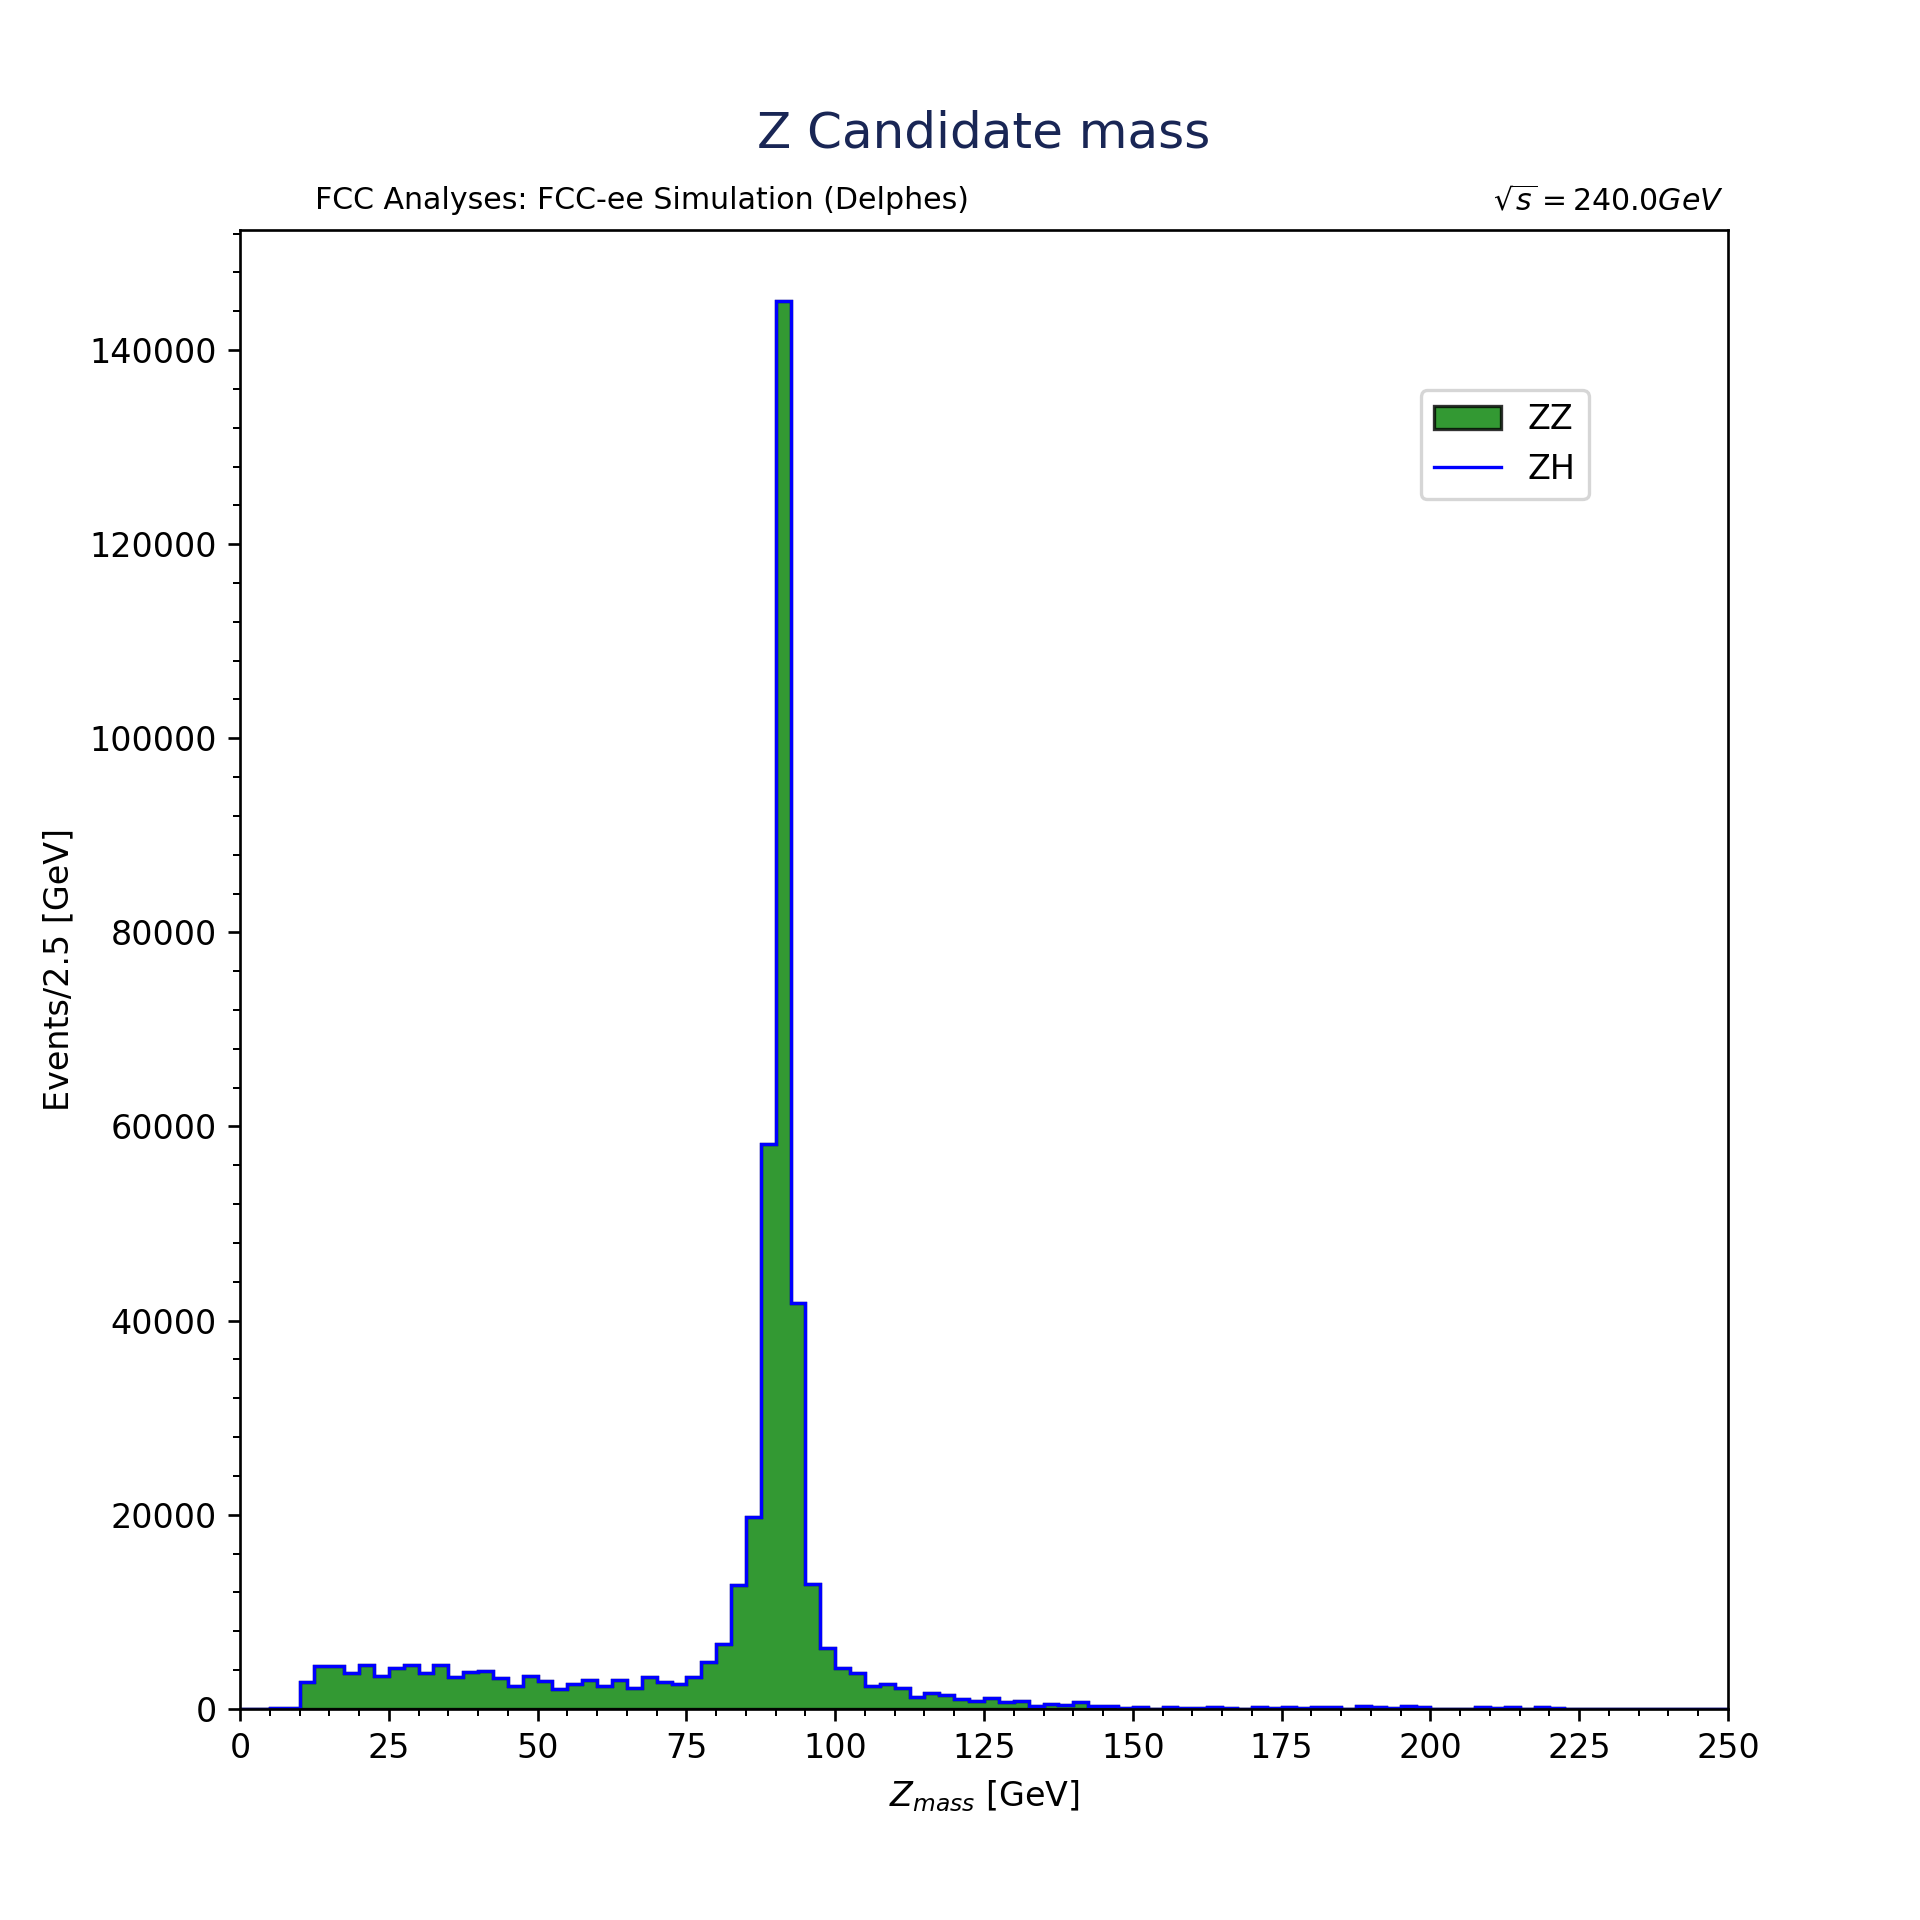 Z Candidate mass
FCC Analyses: FCC-ee Simulation (Delphes)
√s = 240.0GeV
ZZ
ZH
140000
120000
100000
80000
60000
40000
20000
0
Events/2.5 [GeV]
0 25 50 75 100 125 150 175 200 225 250
Z_mass [GeV]